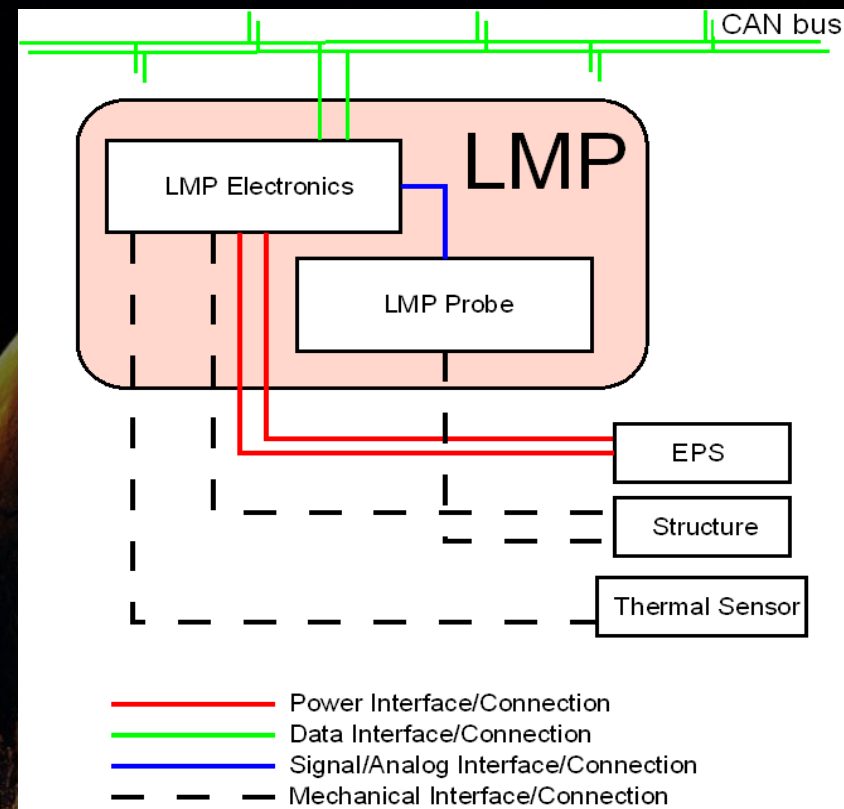 CAN bus
LMP
LMP Electronics
LMP Probe
EPS
Structure
Thermal Sensor
Power Interface/Connection
Data Interface/Connection
Signal/Analog Interface/Connection
Mechanical Interface/Connection